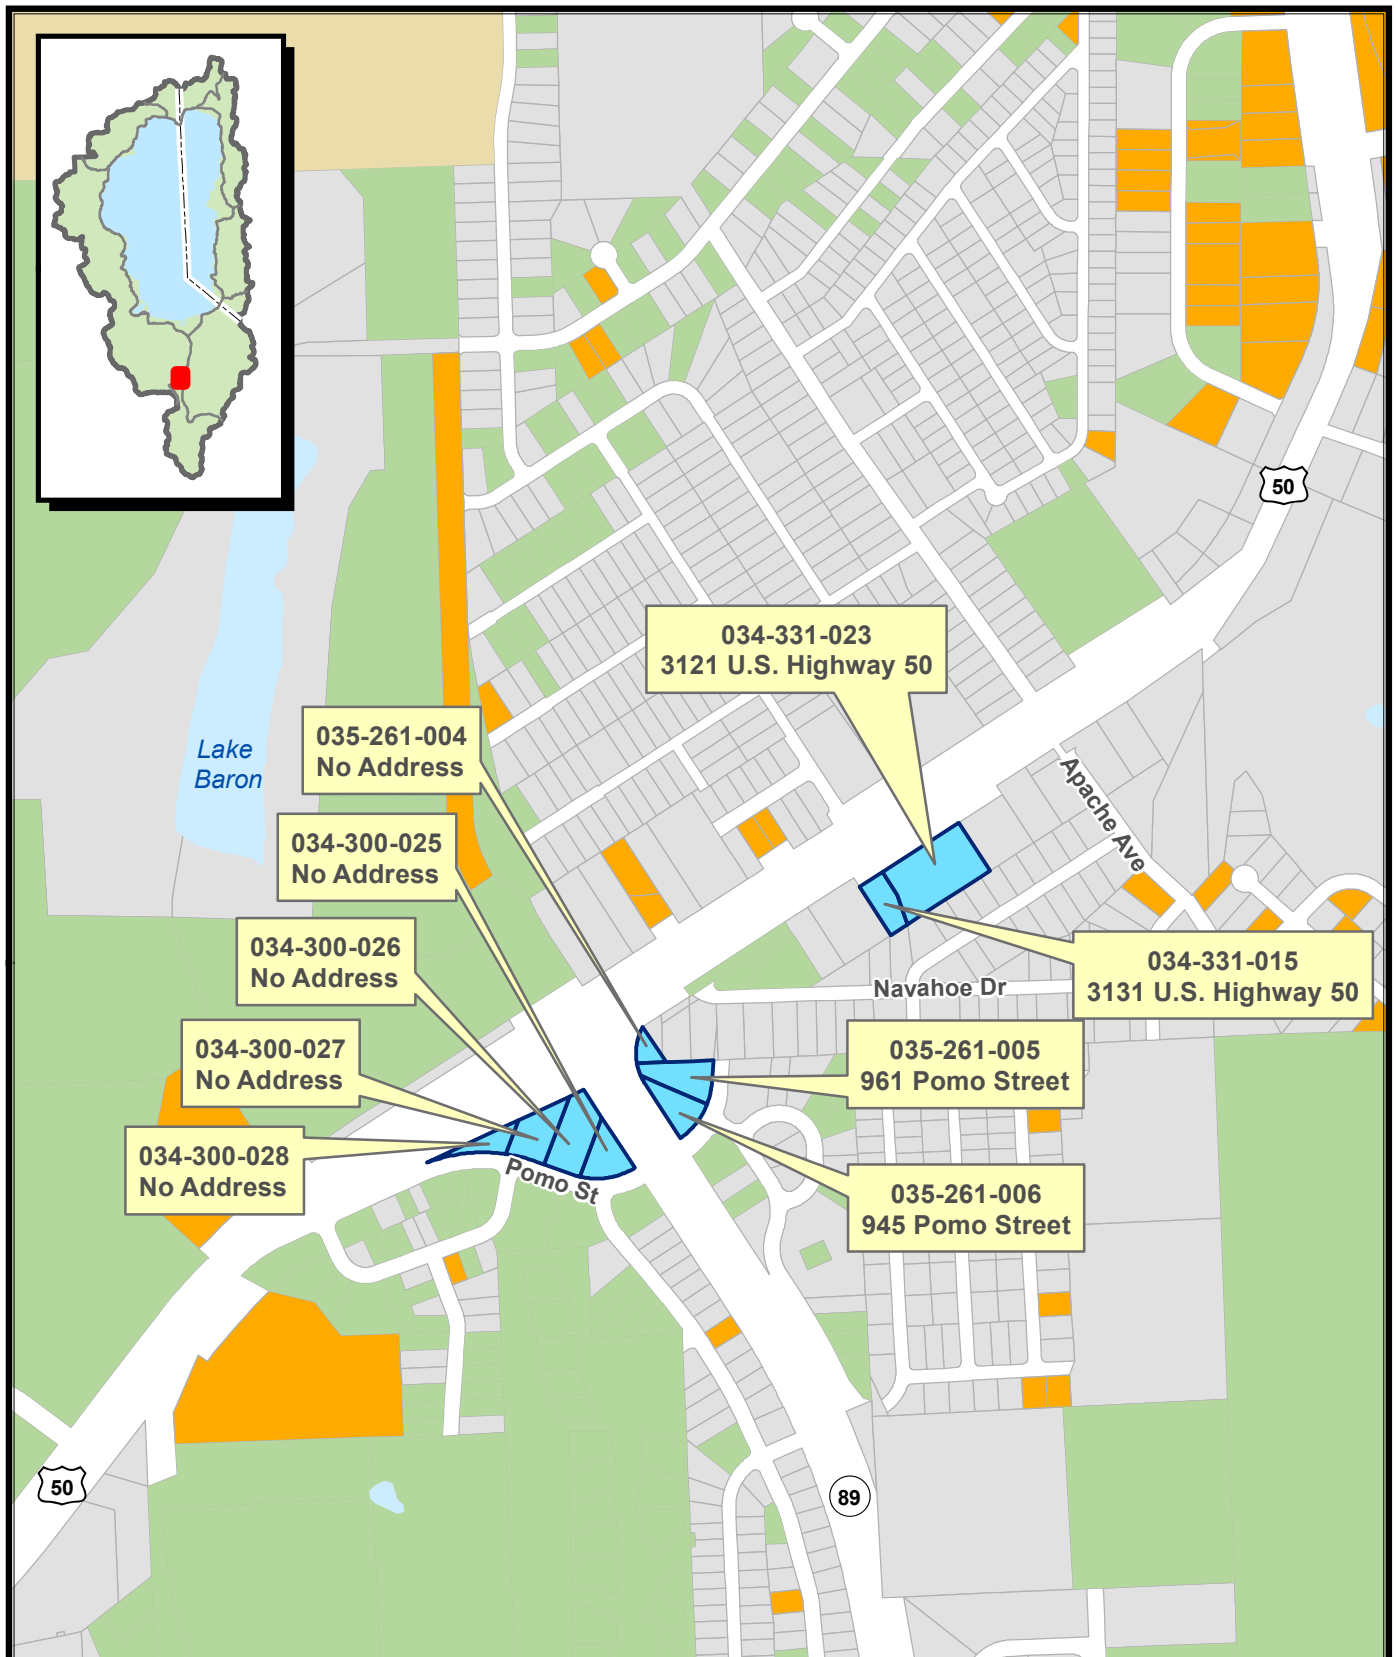 50
034-331-023
3121 U.S. Highway 50
035-261-004
No Address
Lake
Baron
Apache Ave
034-300-025
No Address
034-300-026
No Address
034-331-015
3131 U.S. Highway 50
Navahoe Dr
034-300-027
No Address
035-261-005
961 Pomo Street
034-300-028
No Address
Pomo St
035-261-006
945 Pomo Street
50
89